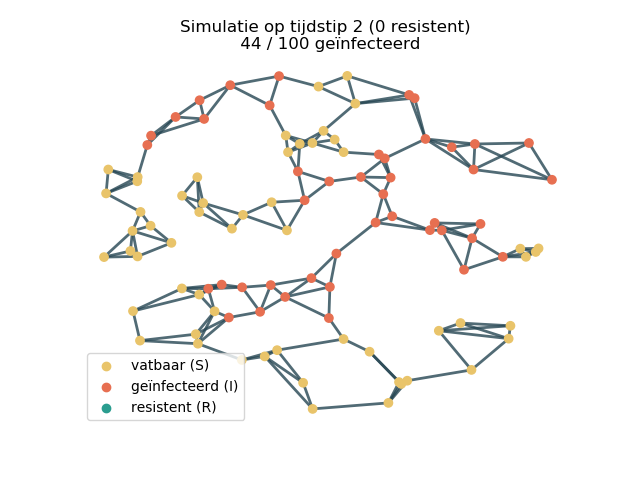 Simulatie op tijdstip 2 (0 resistent)
44 / 100 geïnfecteerd
vatbaar (S)
geïnfecteerd (I)
resistent (R)